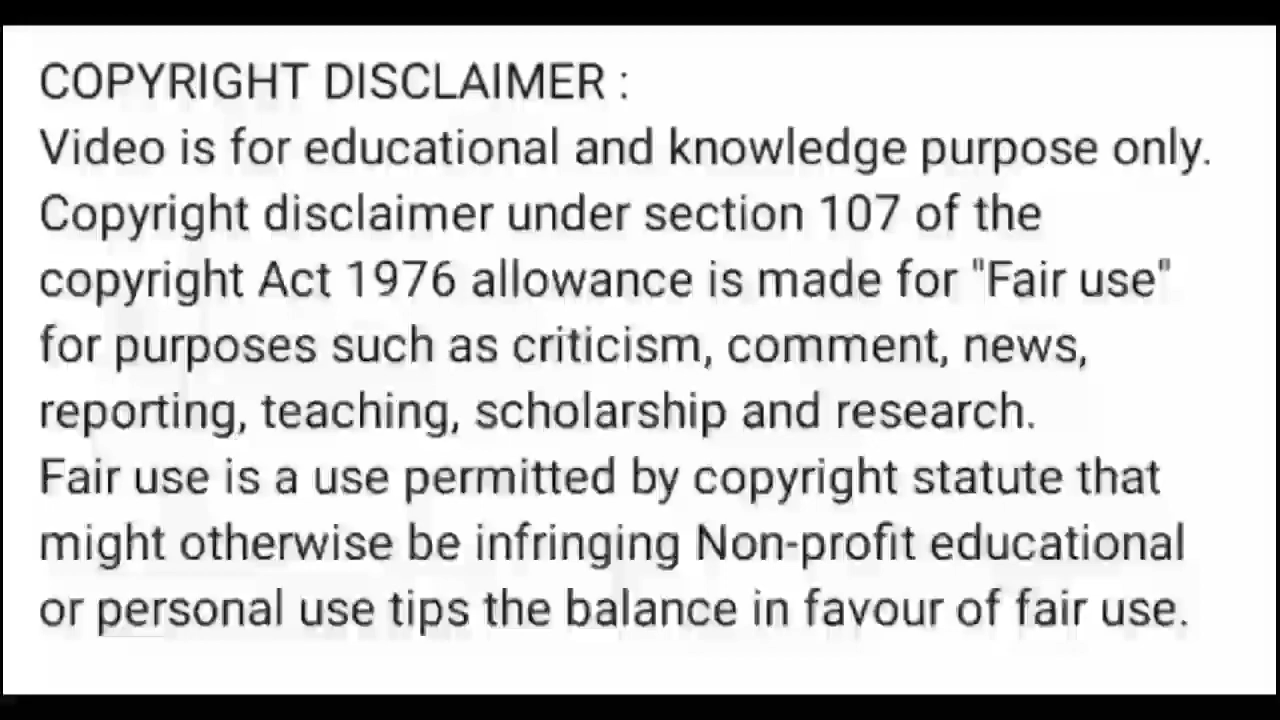 COPYRIGHT DISCLAIMER :
Video is for educational and knowledge purpose only.
Copyright disclaimer under section 107 of the
copyright Act 1976 allowance is made for "Fair use"
for purposes such as criticism, comment, news,
reporting, teaching, scholarship and research.
Fair use is a use permitted by copyright statute that
might otherwise be infringing Non-profit educational
or personal use tips the balance in favour of fair use.